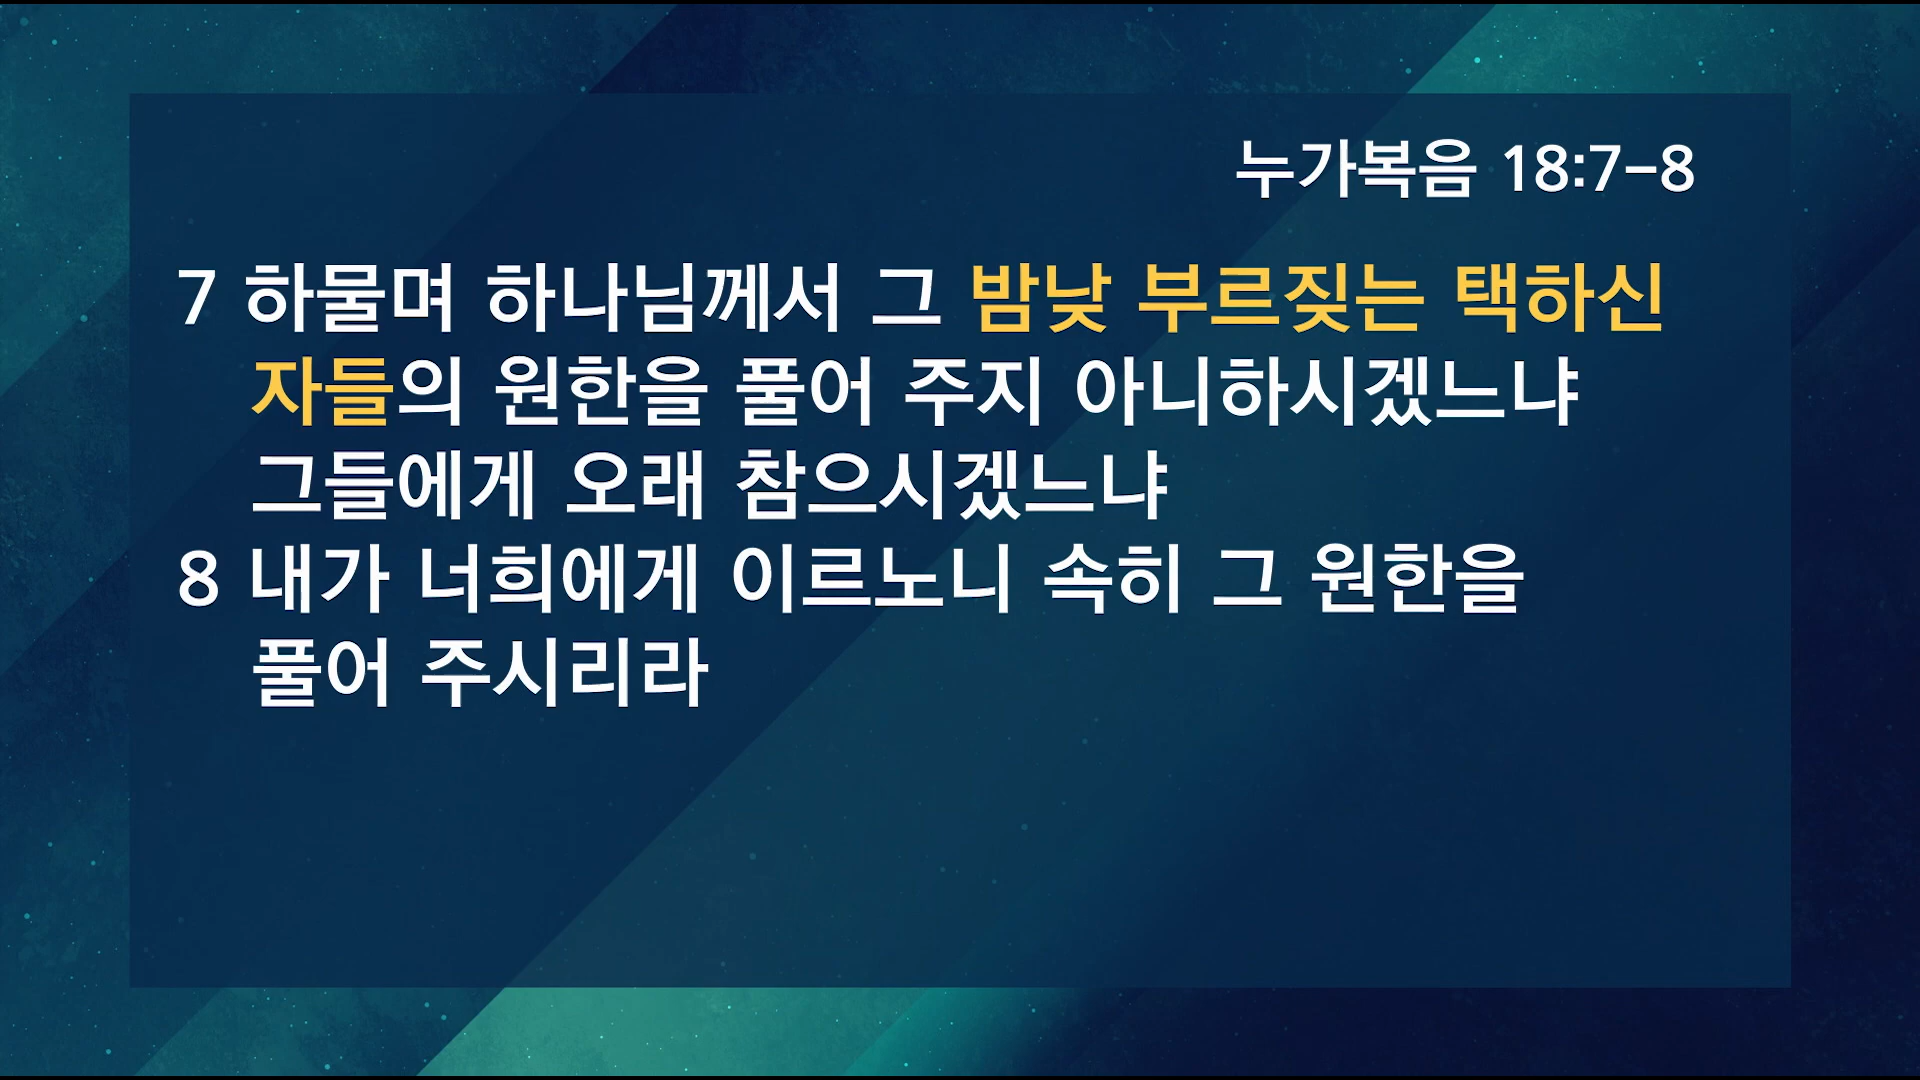 누가복음 18:7-8
7 하물며 하나님께서 그 밤낮 부르짖는 택하신
자들의 원한을 풀어 주지 아니하시겠느냐
그들에게 오래 참으시겠느냐
8 내가 너희에게 이르노니 속히 그 원한을
풀어 주시리라